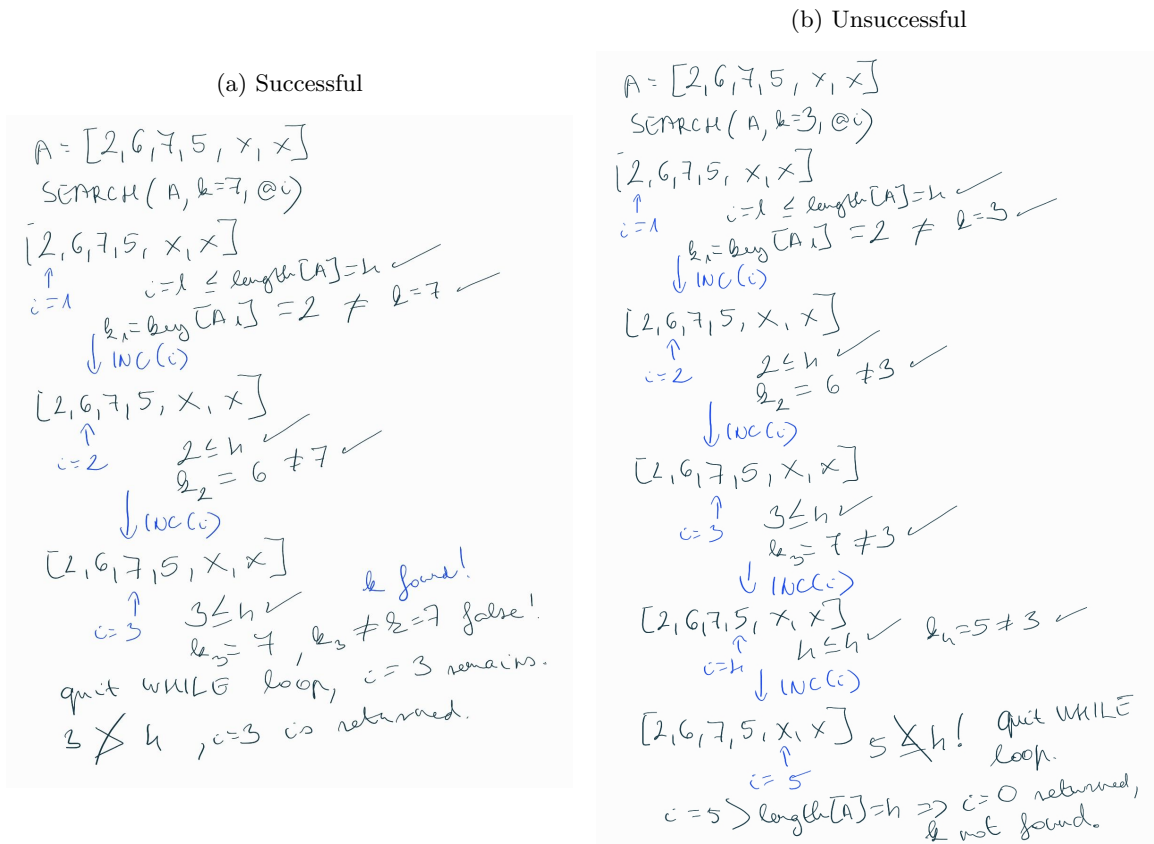 (a) Successful
A = [2,6,7,5, x, x]
SEARCH(A, k=7, @i)
[2,6,7,5, x, x]
↑
i=1
i=1 ≤ length[A]=4 ✓
k₁=key[A₁] = 2 ≠ k=7 ✓
↓ INC(i)
[2,6,7,5, x, x]
↑
i=2
2≤4 ✓
k₂ = 6 ≠7 ✓
↓ INC(i)
[2,6,7,5, x, x]
↑
i=3
k found!
3≤4 ✓
k₃=7, k₃ ≠ k=7 false!
quit WHILE loop, i=3 remains.
3 ≯ 4, i=3 is returned.
(b) Unsuccessful
A = [2,6,7,5, x, x]
SEARCH(A, k=3, @i)
[2,6,7,5, x, x]
↑
i=1
i=1 ≤ length[A]=4 ✓
k₁=key[A₁] = 2 ≠ k=3 ✓
↓ INC(i)
[2,6,7,5, x, x]
↑
i=2
2≤4 ✓
k₂ = 6 ≠3 ✓
↓ INC(i)
[2,6,7,5, x, x]
↑
i=3
3≤4 ✓
k₃= 7 ≠3 ✓
↓ INC(i)
[2,6,7,5, x, x]
↑
i=4
4≤4 ✓ k₄=5≠3 ✓
↓ INC(i)
[2,6,7,5, x, x]
↑
i=5
5≰4! quit WHILE
loop.
i=5 > length[A]=4 => i=0 returned,
k not found.